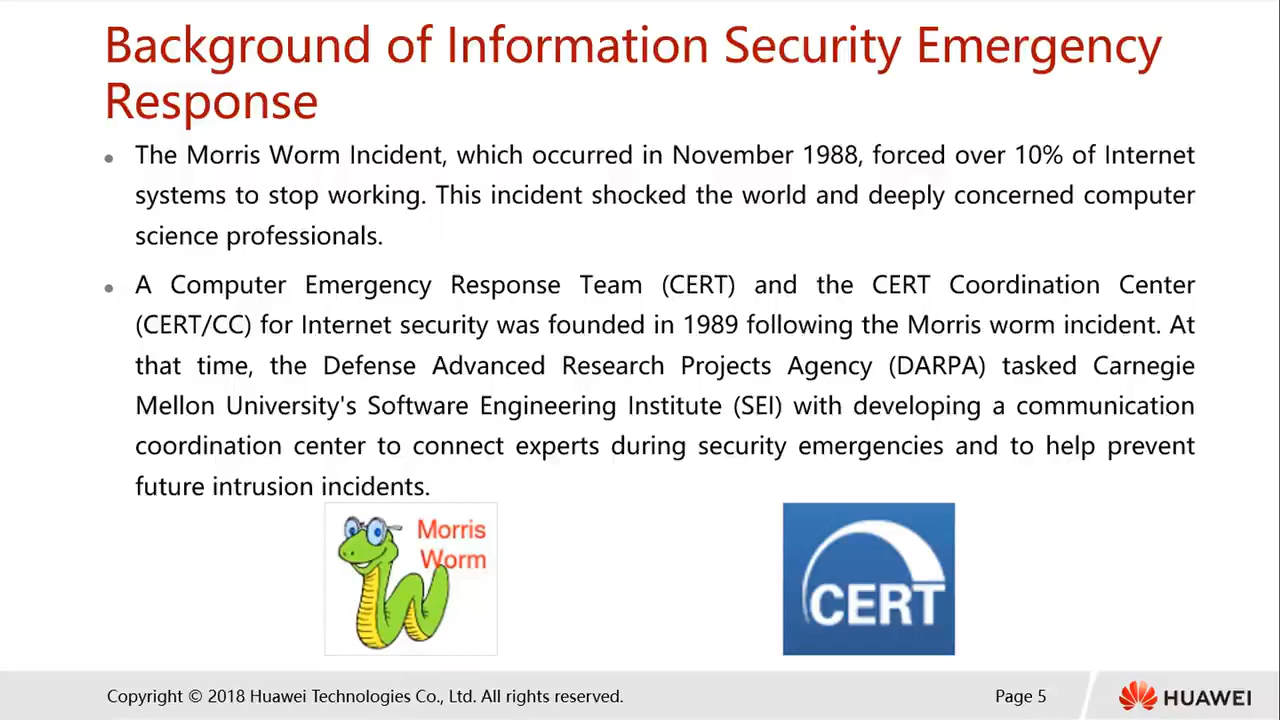 Background of Information Security Emergency
Response
• The Morris Worm Incident, which occurred in November 1988, forced over 10% of Internet
systems to stop working. This incident shocked the world and deeply concerned computer
science professionals.
• A Computer Emergency Response Team (CERT) and the CERT Coordination Center
(CERT/CC) for Internet security was founded in 1989 following the Morris worm incident. At
that time, the Defense Advanced Research Projects Agency (DARPA) tasked Carnegie
Mellon University's Software Engineering Institute (SEI) with developing a communication
coordination center to connect experts during security emergencies and to help prevent
future intrusion incidents.
Morris
Worm
CERT
Copyright © 2018 Huawei Technologies Co., Ltd. All rights reserved.
Page 5
HUAWEI